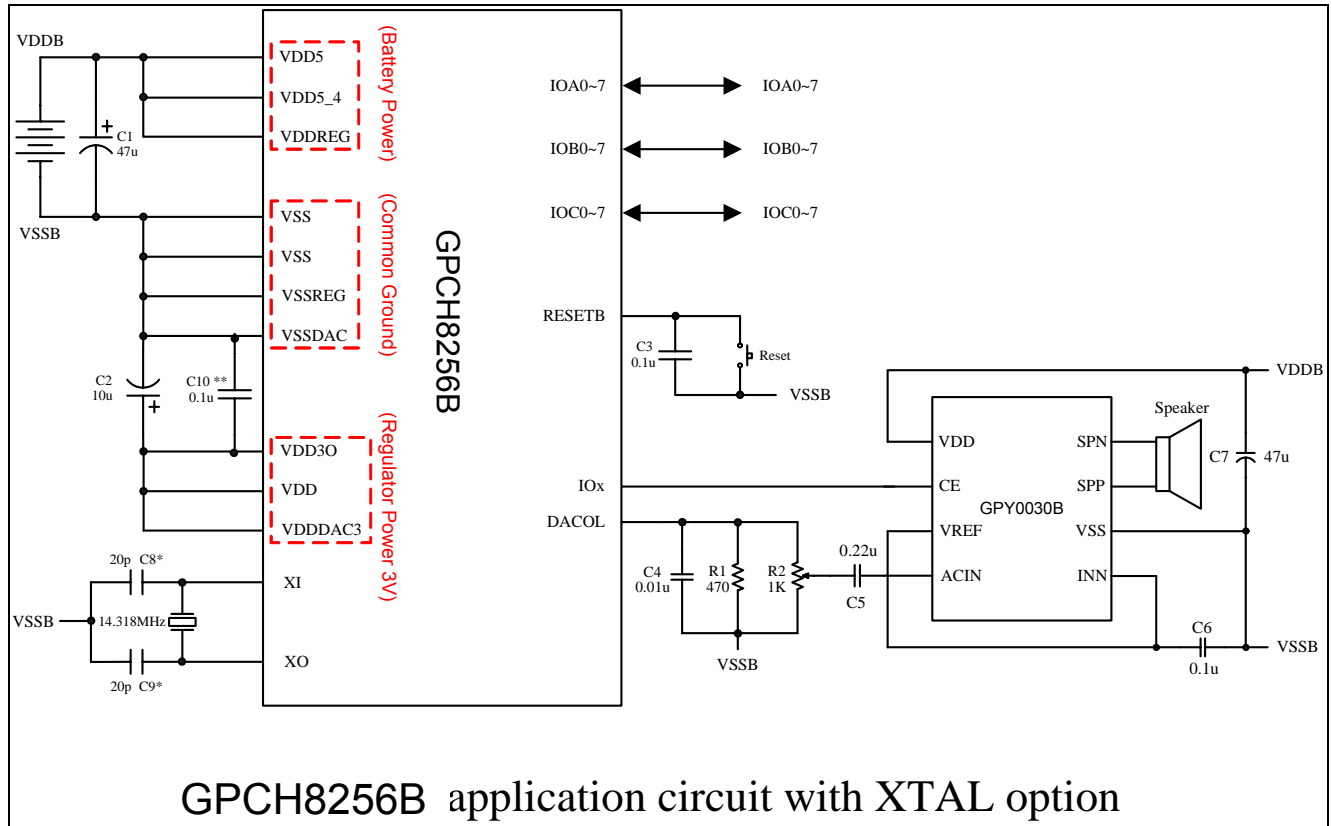 VDDB
VDD5
VDD5_4
VDDREG
(Battery Power)
C1
47u
+
VSSB
VSS
VSS
VSSREG
VSSDAC
(Common Ground)
C2
10u
+
C10 **
0.1u
VDD3O
VDD
VDDDAC3
(Regulator Power 3V)
20p C8*
XI
VSSB
14.318MHz
XO
20p C9*
GPCH8256B
IOA0~7
IOA0~7
IOB0~7
IOB0~7
IOC0~7
IOC0~7
RESETB
C3
0.1u
Reset
VSSB
IOx
DACOL
C4
0.01u
R1
470
R2
1K
VSSB
0.22u
C5
VDD
CE
VREF
ACIN
GPY0030B
SPN
SPP
VSS
INN
Speaker
VDDB
C7 47u
C6
0.1u
VSSB
GPCH8256B application circuit with XTAL option